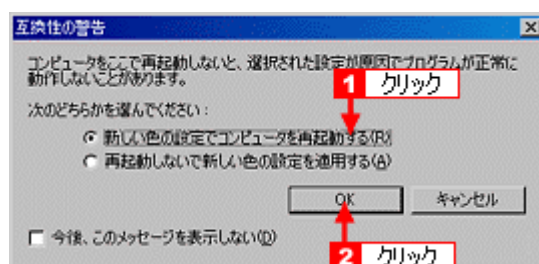 互換性の警告
コンピュータをここで再起動しないと、選択された設定が原因でプログラムが正常に
動作しないことがあります。
1 クリック
次のどちらかを選んでください：
新しい色の設定でコンピュータを再起動する(R)
再起動しないで新しい色の設定を適用する(A)
OK
キャンセル
今後、このメッセージを表示しない(D)
2 クリック